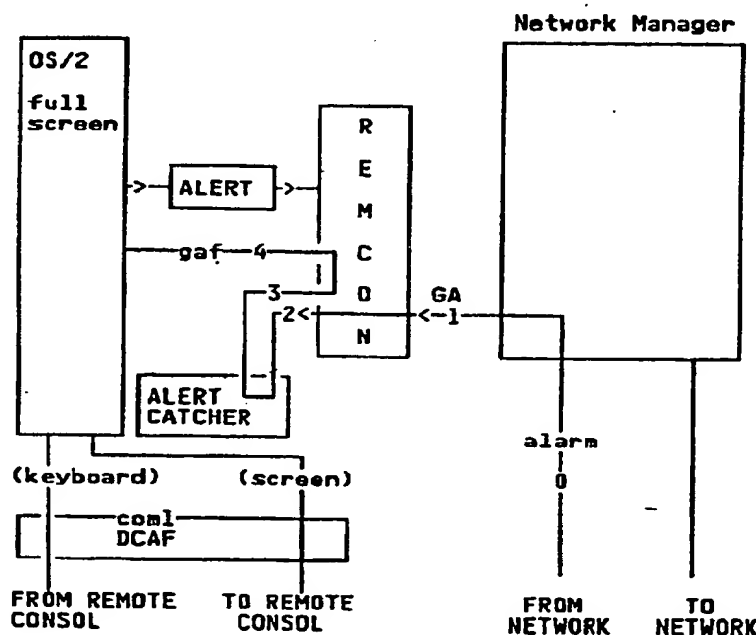 Network Manager
OS/2
full
screen
R
E
M
C
O
N
->-
ALERT
->-
gaf
4
3
2<
GA
<1
ALERT
CATCHER
alarm
0
(keyboard)
(screen)
com1
DCAF
FROM REMOTE
CONSOL
TO REMOTE
CONSOL
FROM
NETWORK
TO
NETWORK